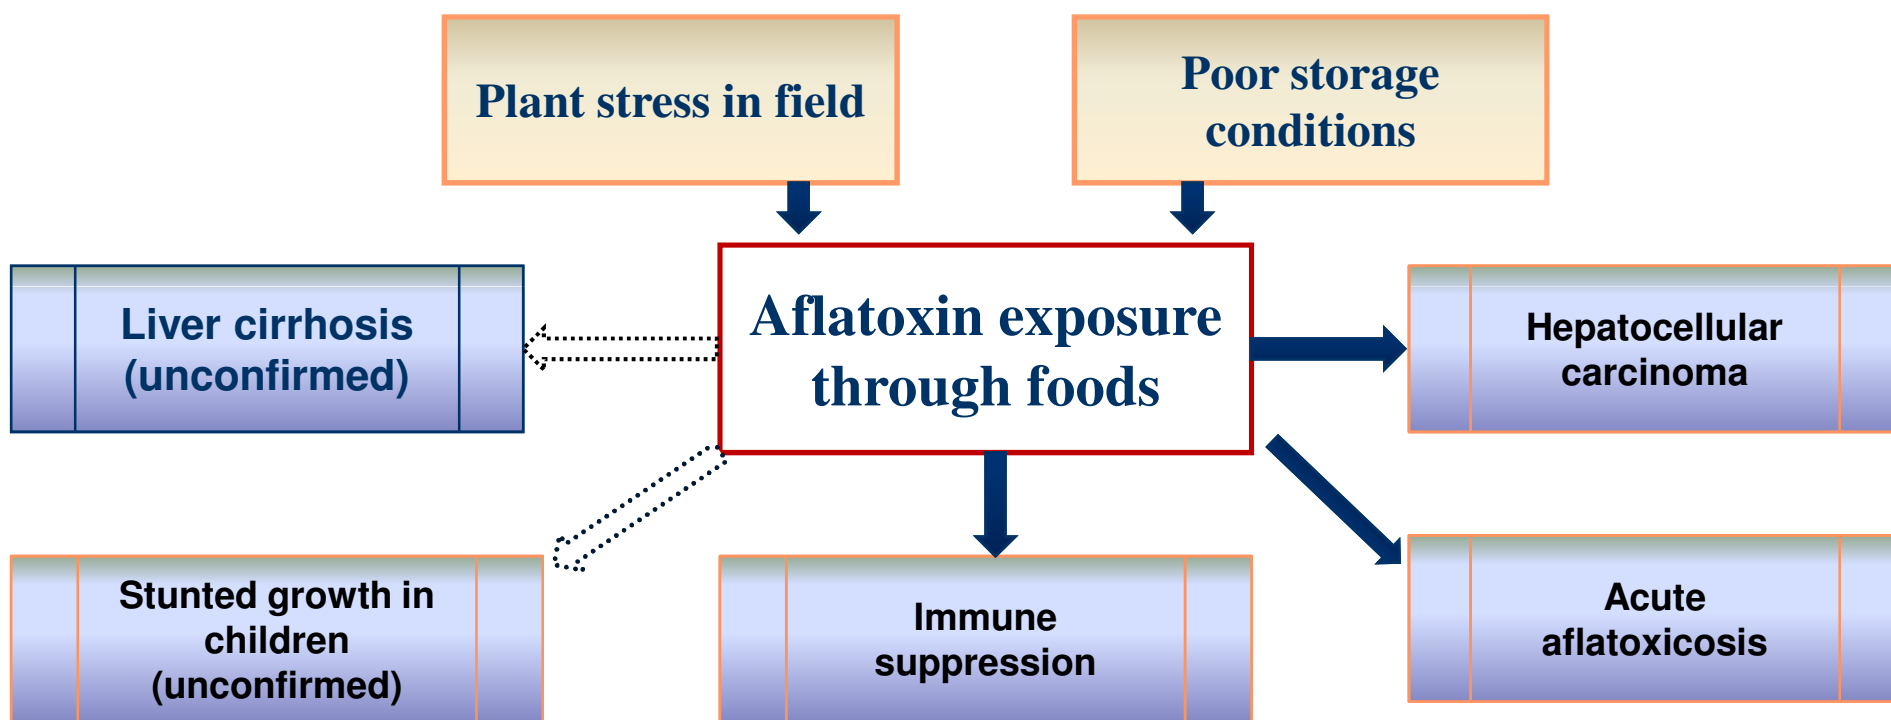 Plant stress in field
Poor storage
conditions
Liver cirrhosis
(unconfirmed)
Aflatoxin exposure
through foods
Hepatocellular
carcinoma
Stunted growth in
children
(unconfirmed)
Immune
suppression
Acute
aflatoxicosis